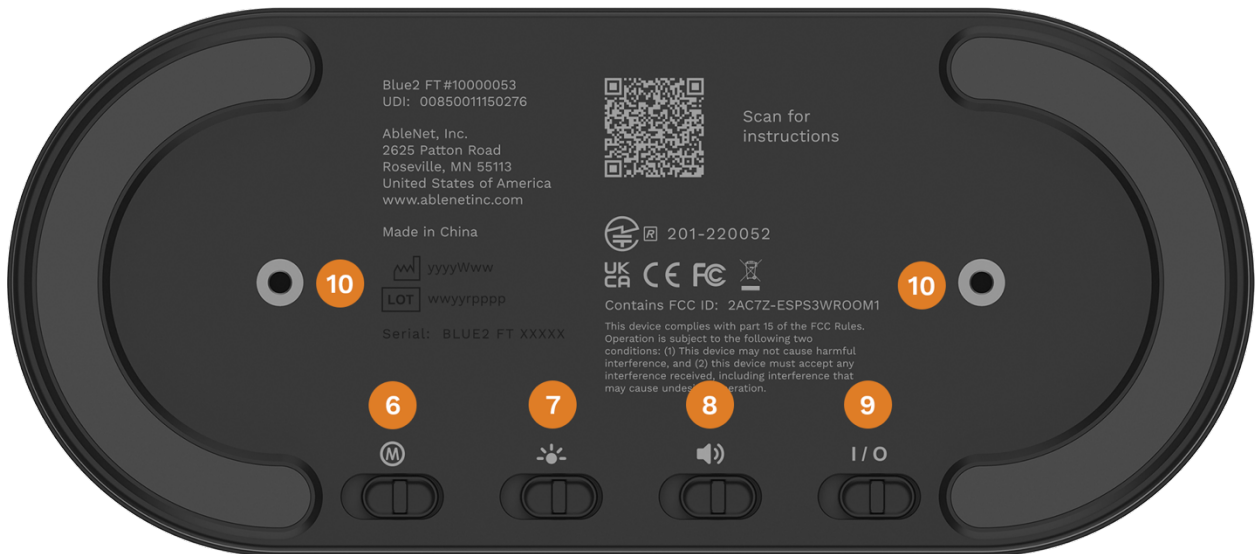 Blue2 FT #10000053
UDI: 00850011150276
AbleNet, Inc.
2625 Patton Road
Roseville, MN 55113
United States of America
www.ablenetinc.com
Made in China
yyyyWww
LOT wwyyrpppp
Serial: BLUE2 FT XXXXX
Scan for
instructions
R 201-220052
UK CA CE FC
Contains FCC ID: 2AC7Z-ESPS3WROOM1
This device complies with part 15 of the FCC Rules.
Operation is subject to the following two
conditions: (1) This device may not cause harmful
interference, and (2) this device must accept any
interference received, including interference that
may cause
10
10
6
7
8
9
M
I / O